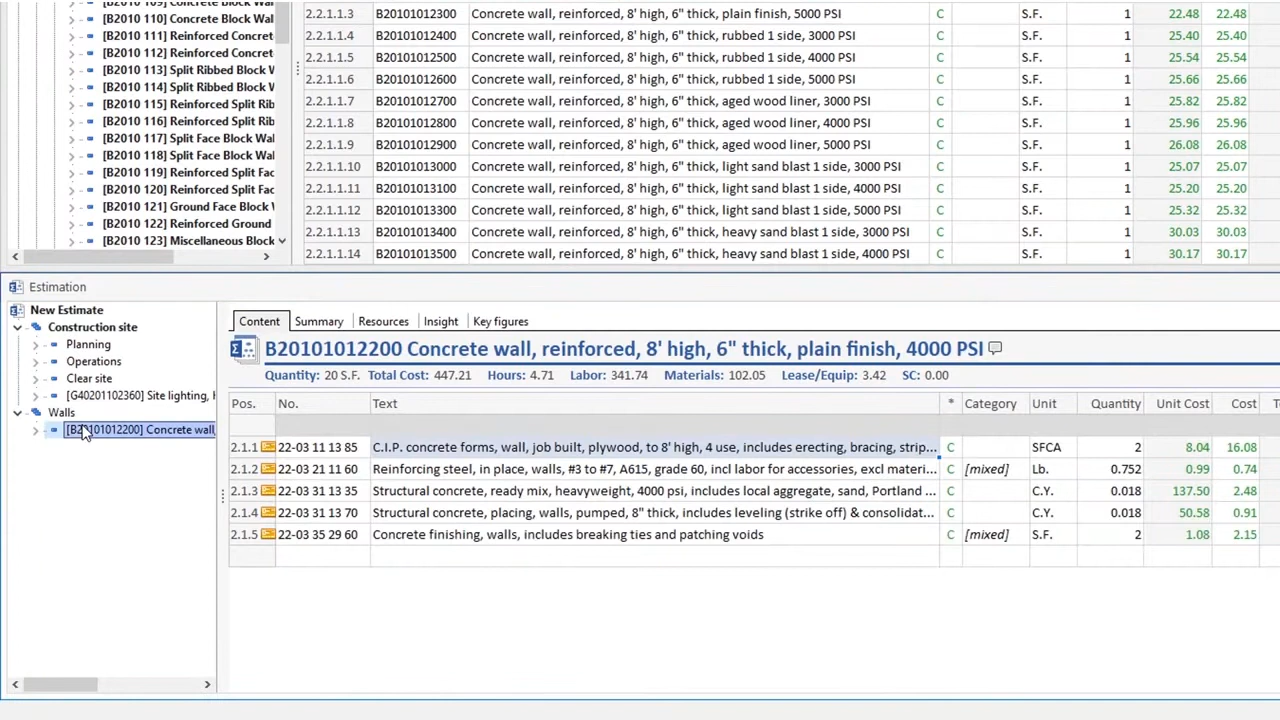 [B2010 109] Concrete Block Wall
[B2010 110] Concrete Block
[B2010 111] Reinforced Concret
[B2010 112] Reinforced Concret
[B2010 113] Split Ribbed Block W
[B2010 114] Split Ribbed Block W
[B2010 115] Reinforced Split Rib
[B2010 116] Reinforced Split Rib
[B2010 117] Split Face Block Wal
[B2010 118] Split Face Block Wal
[B2010 119] Reinforced Split Fac
[B2010 120] Reinforced Split Fac
[B2010 121] Ground Face Block W
[B2010 122] Reinforced Ground
[B2010 123] Miscellaneous Block
2.2.1.1.3 B20101012300 Concrete wall, reinforced, 8' high, 6" thick, plain finish, 5000 PSI C S.F. 1 22.48 22.48
2.2.1.1.4 B20101012400 Concrete wall, reinforced, 8' high, 6" thick, rubbed 1 side, 3000 PSI C S.F. 1 25.40 25.40
2.2.1.1.5 B20101012500 Concrete wall, reinforced, 8' high, 6" thick, rubbed 1 side, 4000 PSI C S.F. 1 25.54 25.54
2.2.1.1.6 B20101012600 Concrete wall, reinforced, 8' high, 6" thick, rubbed 1 side, 5000 PSI C S.F. 1 25.66 25.66
2.2.1.1.7 B20101012700 Concrete wall, reinforced, 8' high, 6" thick, aged wood liner, 3000 PSI C S.F. 1 25.82 25.82
2.2.1.1.8 B20101012800 Concrete wall, reinforced, 8' high, 6" thick, aged wood liner, 4000 PSI C S.F. 1 25.96 25.96
2.2.1.1.9 B20101012900 Concrete wall, reinforced, 8' high, 6" thick, aged wood liner, 5000 PSI C S.F. 1 26.08 26.08
2.2.1.1.10 B20101013000 Concrete wall, reinforced, 8' high, 6" thick, light sand blast 1 side, 3000 PSI C S.F. 1 25.07 25.07
2.2.1.1.11 B20101013100 Concrete wall, reinforced, 8' high, 6" thick, light sand blast 1 side, 4000 PSI C S.F. 1 25.20 25.20
2.2.1.1.12 B20101013300 Concrete wall, reinforced, 8' high, 6" thick, light sand blast 1 side, 5000 PSI C S.F. 1 25.32 25.32
2.2.1.1.13 B20101013400 Concrete wall, reinforced, 8' high, 6" thick, heavy sand blast 1 side, 3000 PSI C S.F. 1 30.03 30.03
2.2.1.1.14 B20101013500 Concrete wall, reinforced, 8' high, 6" thick, heavy sand blast 1 side, 4000 PSI C S.F. 1 30.17 30.17
Estimation
New Estimate
Construction site
Planning
Operations
Clear site
[G40201102360] Site lighting, H
Walls
[B20101012200] Concrete wall,
Content Summary Resources Insight Key figures
B20101012200 Concrete wall, reinforced, 8' high, 6" thick, plain finish, 4000 PSI
Quantity: 20 S.F. Total Cost: 447.21 Hours: 4.71 Labor: 341.74 Materials: 102.05 Lease/Equip: 3.42 SC: 0.00
Pos. No. Text * Category Unit Quantity Unit Cost Cost
2.1.1 22-03 11 13 85 C.I.P. concrete forms, wall, job built, plywood, to 8' high, 4 use, includes erecting, bracing, strip... C SFCA 2 8.04 16.08
2.1.2 22-03 21 11 60 Reinforcing steel, in place, walls, #3 to #7, A615, grade 60, incl labor for accessories, excl materi... C [mixed] Lb. 0.752 0.99 0.74
2.1.3 22-03 31 13 35 Structural concrete, ready mix, heavyweight, 4000 psi, includes local aggregate, sand, Portland ... C C.Y. 0.018 137.50 2.48
2.1.4 22-03 31 13 70 Structural concrete, placing, walls, pumped, 8" thick, includes leveling (strike off) & consolidat... C C.Y. 0.018 50.58 0.91
2.1.5 22-03 35 29 60 Concrete finishing, walls, includes breaking ties and patching voids C [mixed] S.F. 2 1.08 2.15